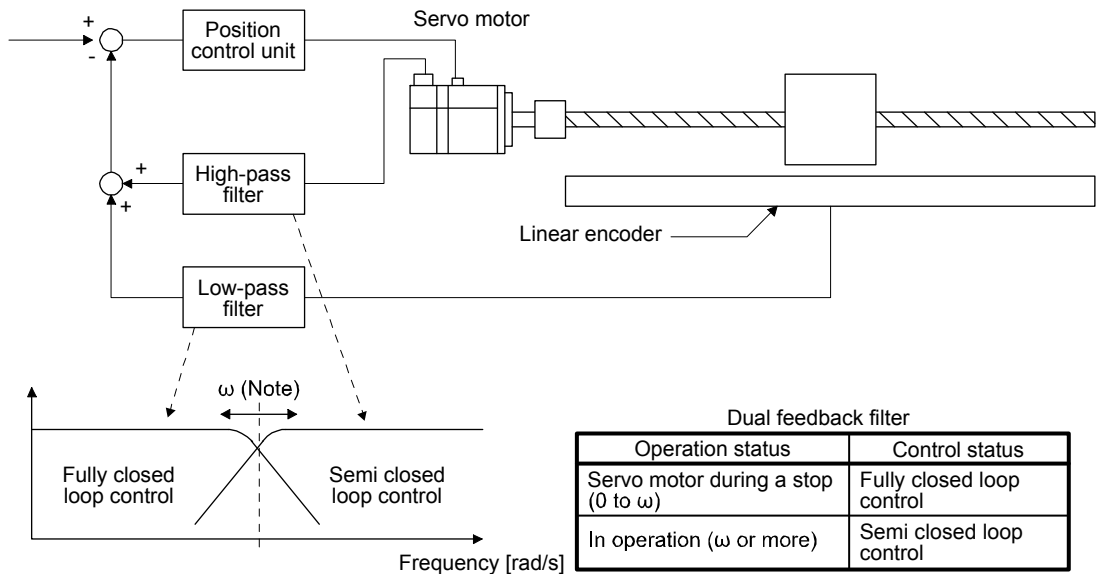 Servo motor
+
-
Position
control unit
+
+
High-pass
filter
Linear encoder
Low-pass
filter
ω (Note)
Fully closed
loop control
Semi closed
loop control
Frequency [rad/s]
Dual feedback filter
Operation status
Control status
Servo motor during a stop
(0 to ω)
Fully closed loop
control
In operation (ω or more)
Semi closed loop
control